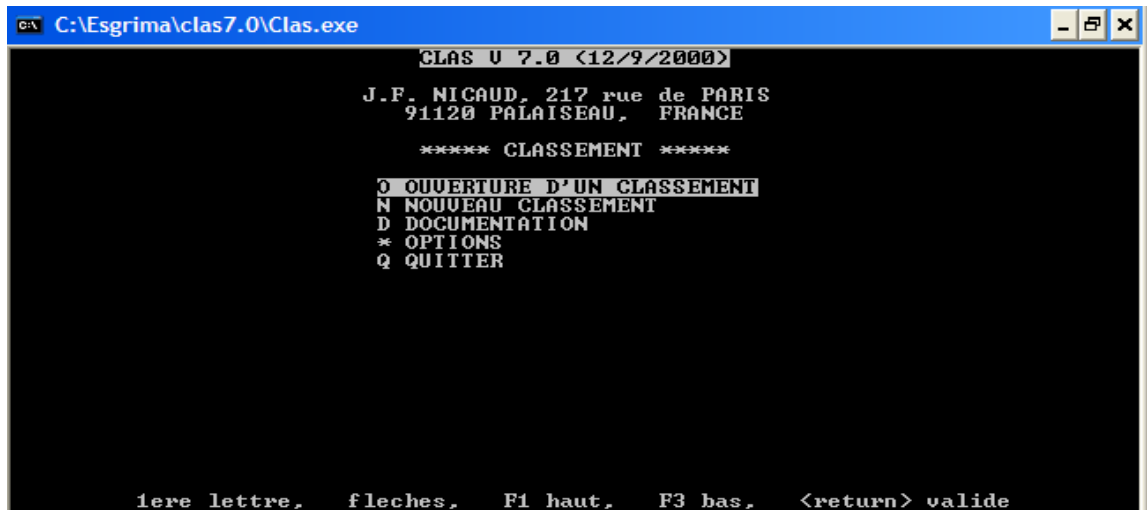 C:\Esgrima\clas7.0\Clas.exe
CLAS V 7.0 (12/9/2000)
J.F. NICAUD, 217 rue de PARIS
91120 PALAISEAU, FRANCE
***** CLASSEMENT *****
O OUVERTURE D'UN CLASSEMENT
N NOUVEAU CLASSEMENT
D DOCUMENTATION
* OPTIONS
Q QUITTER
1ere lettre, fleches, F1 haut, F3 bas, <return> valide